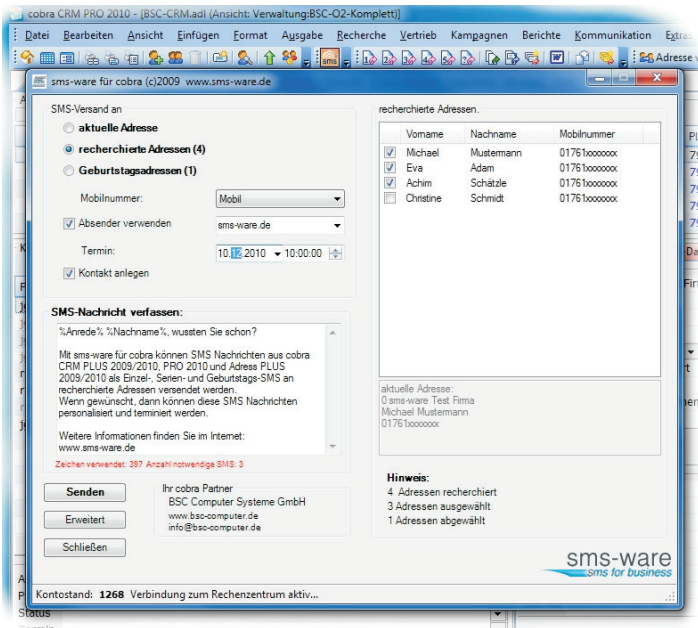 cobra CRM PRO 2010 - [BSC-CRM.adl (Ansicht: Verwaltung:BSC-O2-Komplett)]
Datei Bearbeiten Ansicht Einfügen Format Ausgabe Recherche Vertrieb Kampagnen Berichte Kommunikation Extras
sms Adresse
sms-ware für cobra (c)2009 www.sms-ware.de
SMS-Versand an
aktuelle Adresse
recherchierte Adressen (4)
Geburtstagsadressen (1)
Mobilnummer: Mobil
Absender verwenden sms-ware.de
Termin: 10.12.2010 10:00:00
Kontakt anlegen
SMS-Nachricht verfassen:
%Anrede% %Nachname%, wussten Sie schon?
Mit sms-ware für cobra können SMS Nachrichten aus cobra
CRM PLUS 2009/2010, PRO 2010 und Adress PLUS
2009/2010 als Einzel-, Serien- und Geburtstags-SMS an
recherchierte Adressen versendet werden.
Wenn gewünscht, dann können diese SMS Nachrichten
personalisiert und terminiert werden.
Weitere Informationen finden Sie im Internet:
www.sms-ware.de
Zeichen verwendet: 397 Anzahl notwendige SMS: 3
Senden
Erweitert
Schließen
Ihr cobra Partner
BSC Computer Systeme GmbH
www.bsc-computer.de
info@bsc-computer.de
recherchierte Adressen.
Vorname Nachname Mobilnummer
Michael Mustermann 01761xxxxxxx
Eva Adam 01761xxxxxxx
Achim Schätzle 01761xxxxxxx
Christine Schmidt 01761xxxxxxx
aktuelle Adresse:
0 sms-ware Test Firma
Michael Mustermann
01761xxxxxxx
Hinweis:
4 Adressen recherchiert
3 Adressen ausgewählt
1 Adressen abgewählt
sms-ware
sms for business
Kontostand: 1268 Verbindung zum Rechenzentrum aktiv...
Status